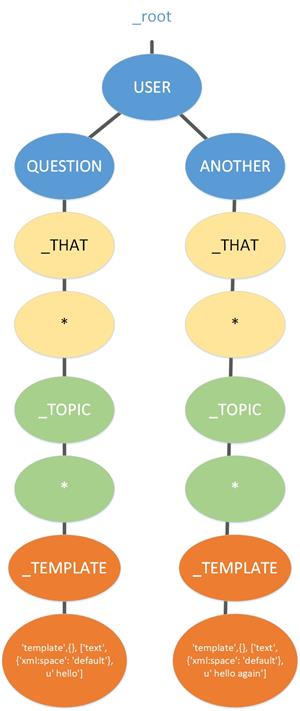 _root
USER
QUESTION
ANOTHER
_THAT
_THAT
*
*
_TOPIC
_TOPIC
*
*
_TEMPLATE
_TEMPLATE
'template',{}, ['text',
{'xml:space': 'default'},
u' hello']
'template',{}, ['text',
{'xml:space': 'default'},
u' hello again']